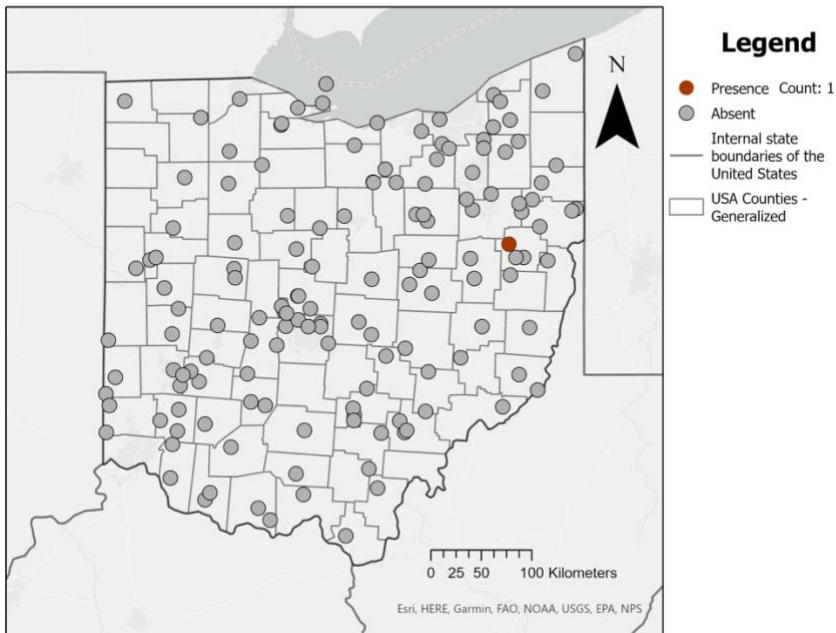 Legend
N
Presence Count: 1
Absent
Internal state
boundaries of the
United States
USA Counties -
Generalized
0 25 50 100 Kilometers
Esri, HERE, Garmin, FAO, NOAA, USGS, EPA, NPS